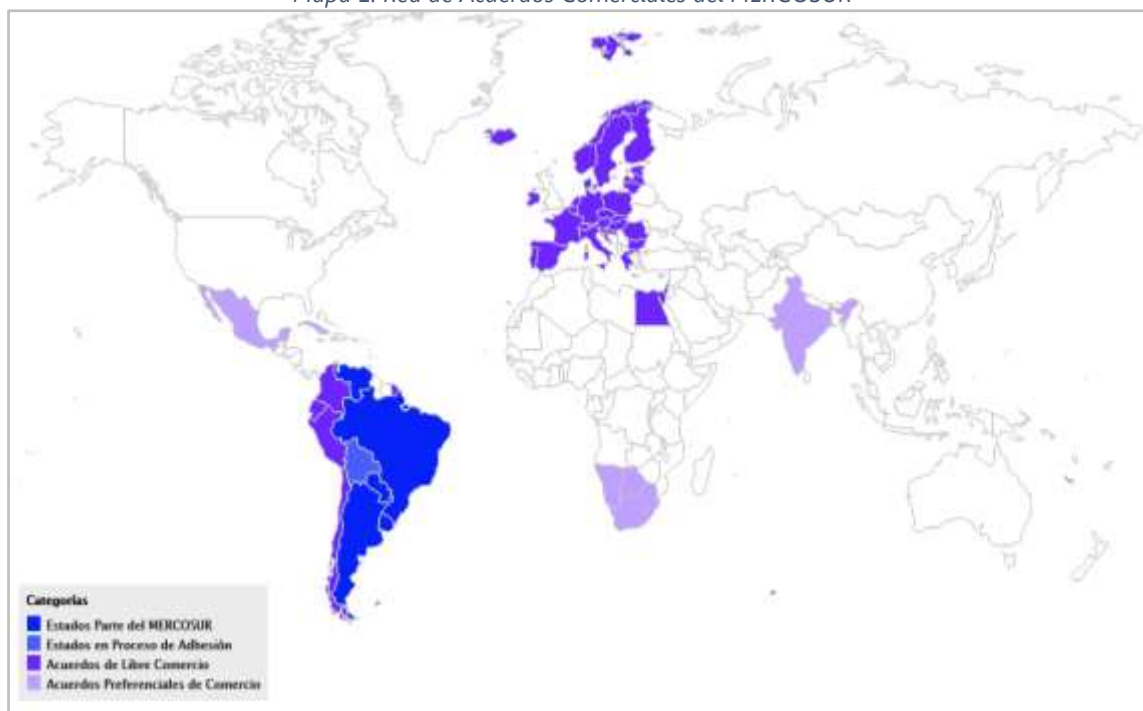 Mapa 1. Red de Acuerdos Comerciales del MERCOSUR
Categorías
Estados Parte del MERCOSUR
Estados en Proceso de Adhesión
Acuerdos de Libre Comercio
Acuerdos Preferenciales de Comercio